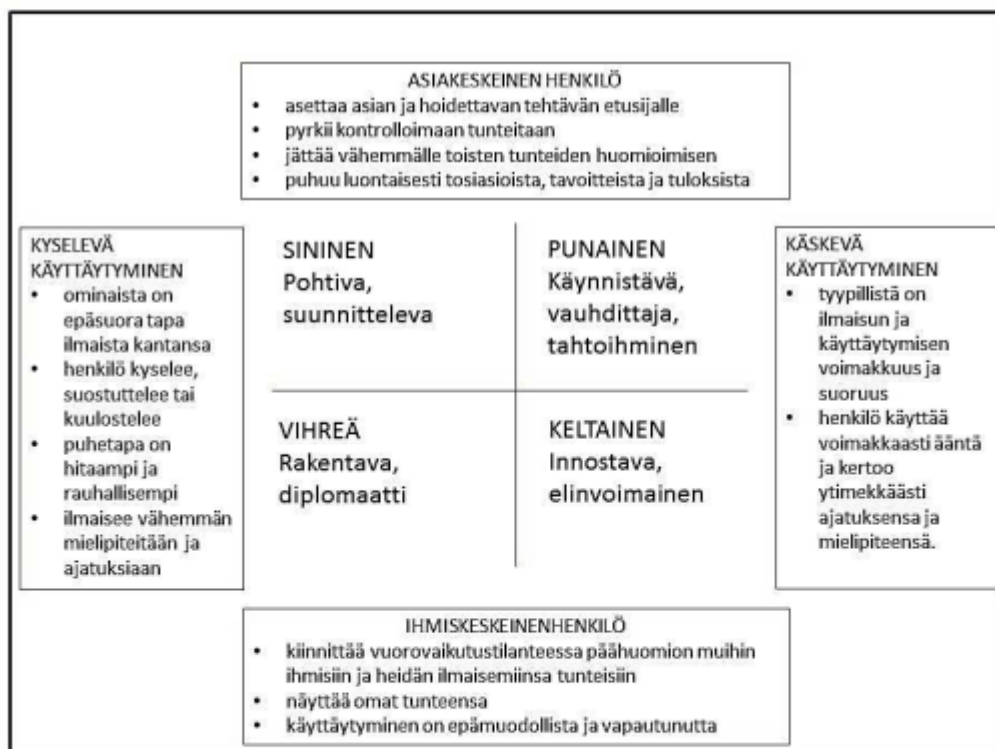 ASIAKESKEINEN HENKILÖ
• asettaa asian ja hoidettavan tehtävän etusijalle
• pyrkii kontrolloimaan tunteitaan
• jättää vähemmälle toisten tunteiden huomioimisen
• puhuu luontaisesti tosiasioista, tavoitteista ja tuloksista
KYSELEVÄ
KÄYTTÄYTYMINEN
• ominaista on
epäsuora tapa
ilmaista kantansa
• henkilö kyselee,
suostuttelee tai
kuulostelee
• puhetapa on
hitaampi ja
rauhallisempi
• ilmaisee vähemmän
mielipiteitään ja
ajatuksiaan
SININEN
Pohtiva,
suunnitteleva
PUNAINEN
Käynnistävä,
vauhdittaja,
tahtoihminen
VIHREÄ
Rakentava,
diplomaatti
KELTAINEN
Innostava,
elinvoimainen
KÄSKEVÄ
KÄYTTÄYTYMINEN
• tyypillistä on
ilmaisun ja
käyttäytymisen
voimakkuus ja
suoruus
• henkilö käyttää
voimakkaasti ääntä
ja kertoo
ytimekkäästi
ajatuksensa ja
mielipiteensä.
IHMISKESKEINENHENKILÖ
• kiinnittää vuorovaikutustilanteessa päähuomion muihin
ihmisiin ja heidän ilmaisemiinsa tunteisiin
• näyttää omat tunteensa
• käyttäytyminen on epämuodollista ja vapautunutta